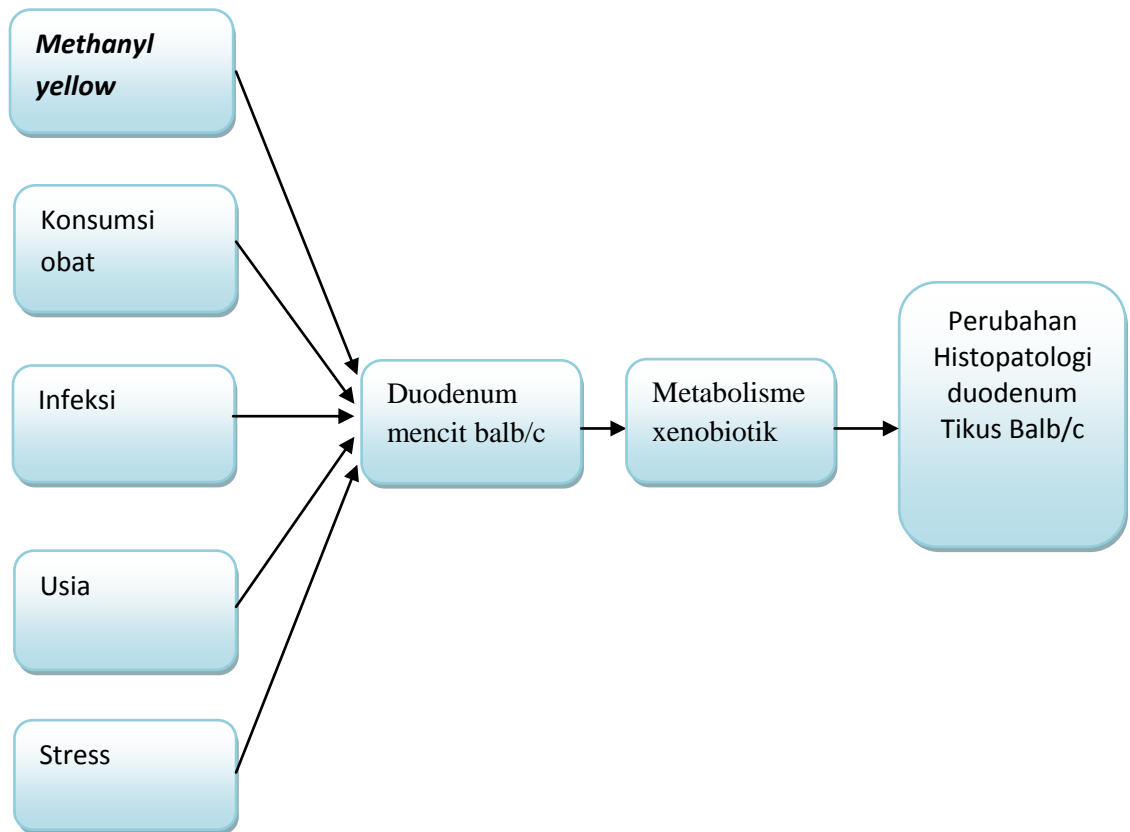 Methanyl
yellow
Konsumsi
obat
Infeksi
Usia
Stress
Duodenum
mencit balb/c
Metabolisme
xenobiotik
Perubahan
Histopatologi
duodenum
Tikus Balb/c